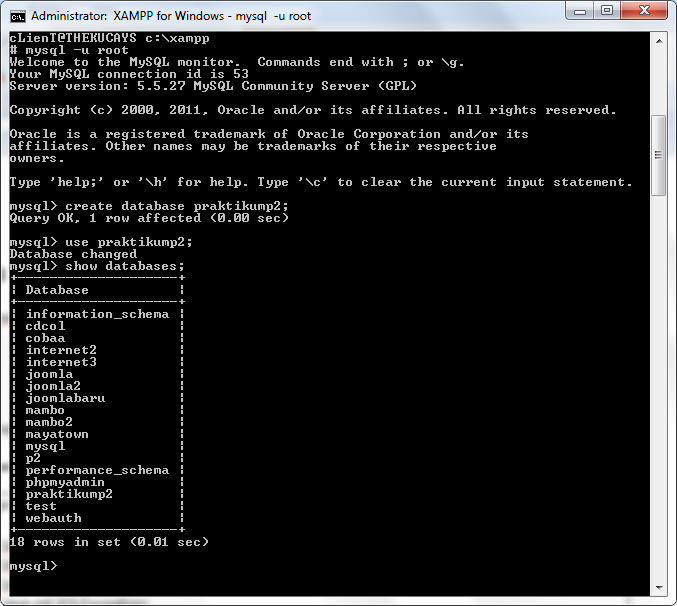 Administrator: XAMPP for Windows - mysql -u root
cLienT@THEKUCAYS c:\xampp
# mysql -u root
Welcome to the MySQL monitor.  Commands end with ; or \g.
Your MySQL connection id is 53
Server version: 5.5.27 MySQL Community Server (GPL)
Copyright (c) 2000, 2011, Oracle and/or its affiliates. All rights reserved.
Oracle is a registered trademark of Oracle Corporation and/or its
affiliates. Other names may be trademarks of their respective
owners.
Type 'help;' or '\h' for help. Type '\c' to clear the current input statement.
mysql> create database praktikump2;
Query OK, 1 row affected (0.00 sec)
mysql> use praktikump2;
Database changed
mysql> show databases;
+--------------------+
| Database           |
+--------------------+
| information_schema |
| cdcol              |
| cobaa              |
| internet2          |
| internet3          |
| joomla             |
| joomla2            |
| joomlabaru         |
| mambo              |
| mambo2             |
| mayatown           |
| mysql              |
| p2                 |
| performance_schema |
| phpmyadmin         |
| praktikump2        |
| test               |
| webauth            |
+--------------------+
18 rows in set (0.01 sec)
mysql>